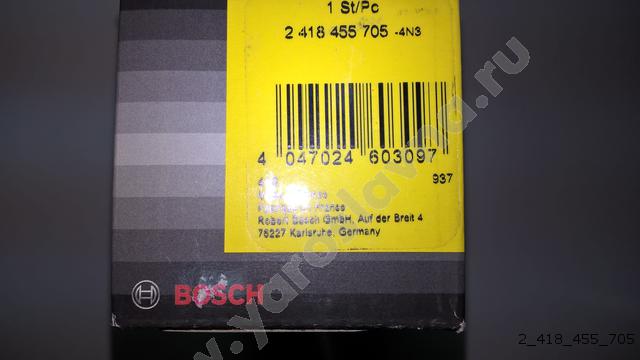 1 St/Pc
2 418 455 705 -4N3
4 047024 603097
937
Robert Bosch GmbH, Auf der Breit 4
76227 Karlsruhe, Germany
BOSCH
www.yaroslavna.ru
2_418_455_705